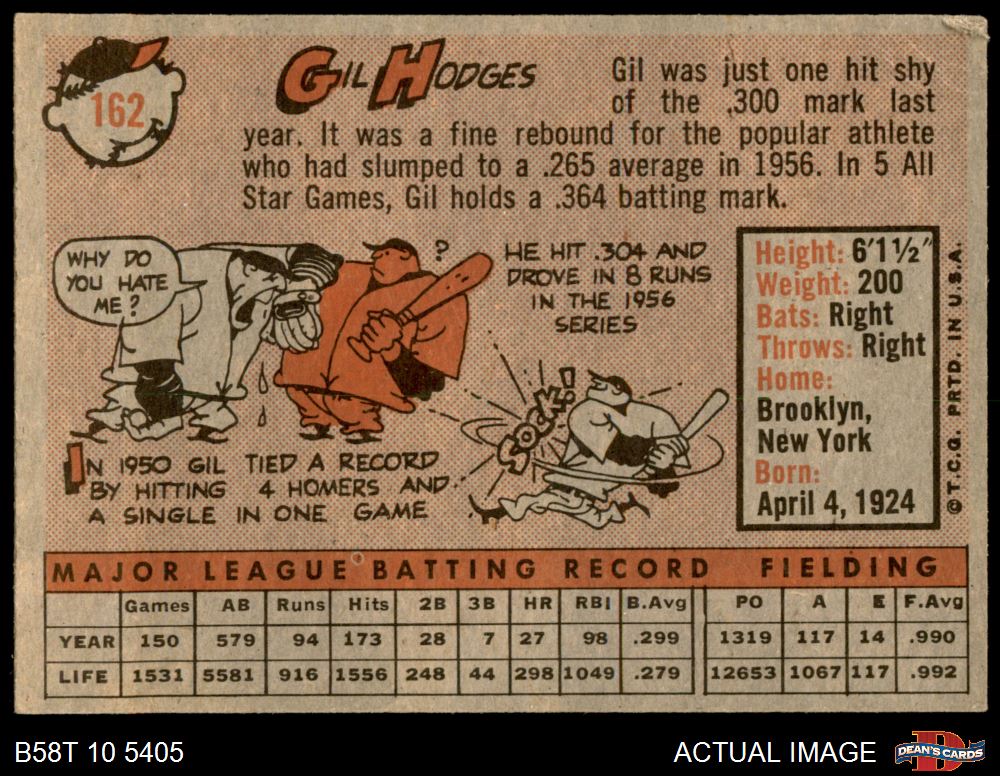 162
GIL HODGES
Gil was just one hit shy
of the .300 mark last
year. It was a fine rebound for the popular athlete
who had slumped to a .265 average in 1956. In 5 All
Star Games, Gil holds a .364 batting mark.
WHY DO
YOU HATE
ME?
?
IN 1950 GIL TIED A RECORD
BY HITTING 4 HOMERS AND
A SINGLE IN ONE GAME
HE HIT .304 AND
DROVE IN 8 RUNS
IN THE 1956
SERIES
SOCK!
Height: 6'1½"
Weight: 200
Bats: Right
Throws: Right
Home:
Brooklyn,
New York
Born:
April 4, 1924
© T.C.G. PRTD. IN U.S.A.
MAJOR LEAGUE BATTING RECORD FIELDING
Games AB Runs Hits 2B 3B HR RBI B.Avg PO A E F.Avg
YEAR 150 579 94 173 28 7 27 98 .299 1319 117 14 .990
LIFE 1531 5581 916 1556 248 44 298 1049 .279 12653 1067 117 .992
B58T 10 5405
ACTUAL IMAGE
D
DEAN'S CARDS